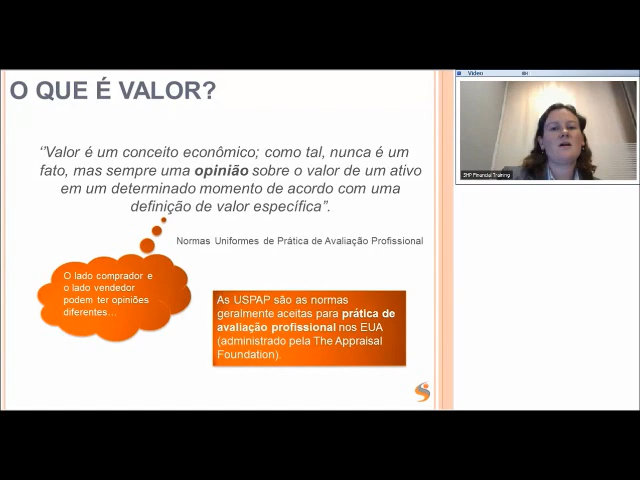 O QUE É VALOR?
Video
‘’Valor é um conceito econômico; como tal, nunca é um
fato, mas sempre uma opinião sobre o valor de um ativo
em um determinado momento de acordo com uma
definição de valor específica”.
Normas Uniformes de Prática de Avaliação Profissional
SHP Financial Training
O lado comprador e
o lado vendedor
podem ter opiniões
diferentes...
As USPAP são as normas
geralmente aceitas para prática de
avaliação profissional nos EUA
(administrado pela The Appraisal
Foundation).